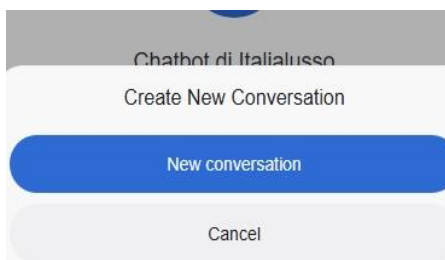 Chatbot di Italialusso
Create New Conversation
New conversation
Cancel